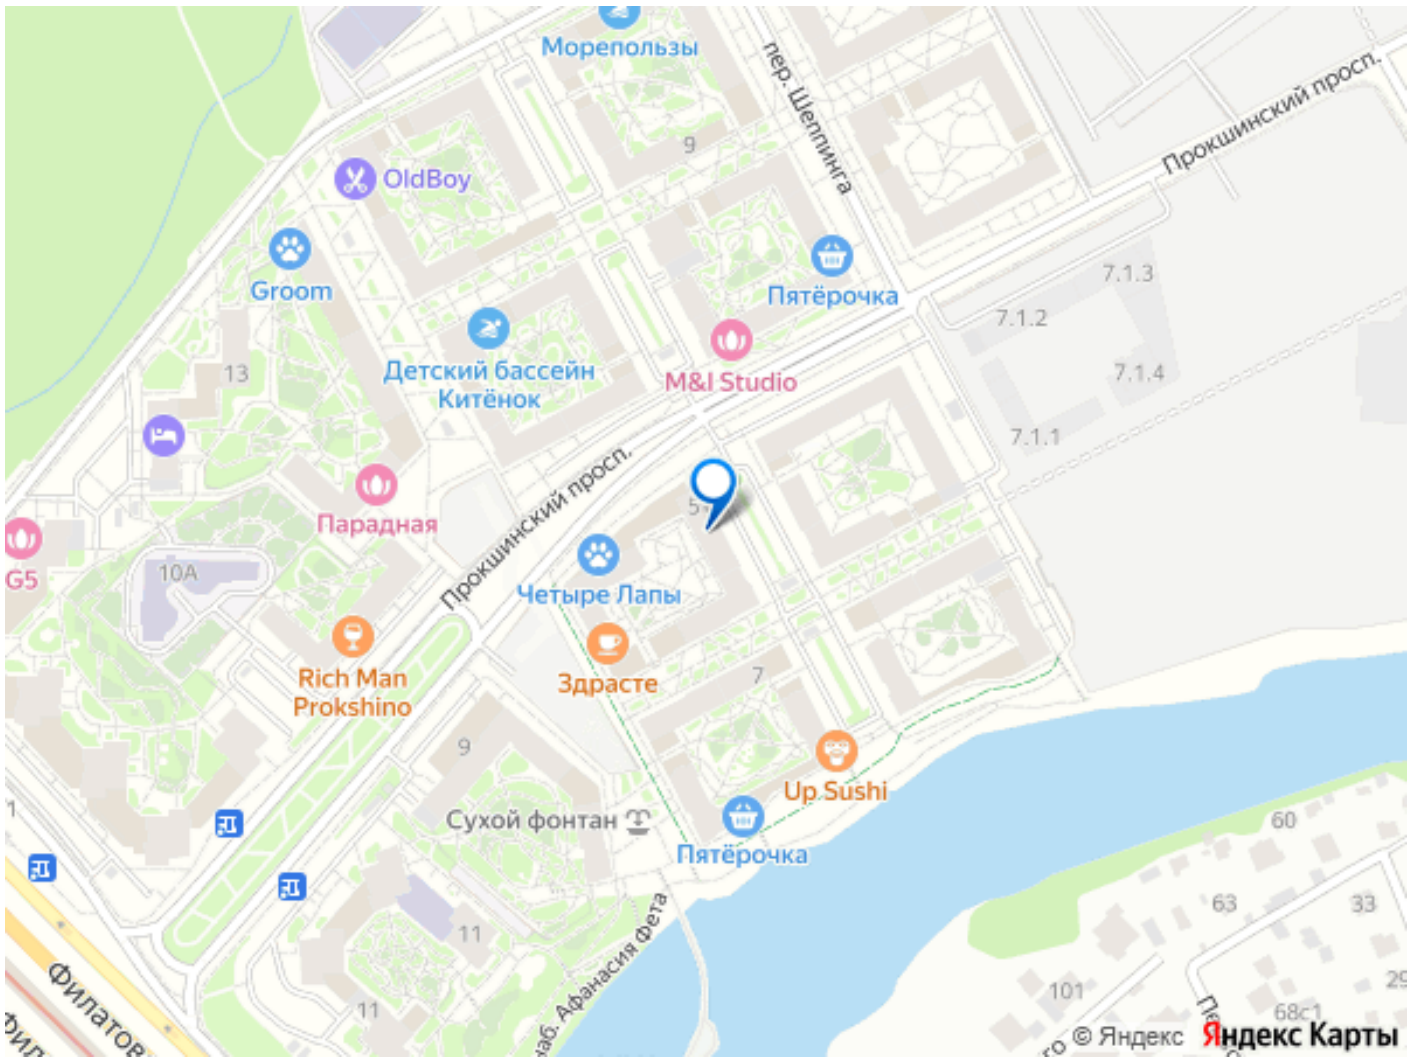 Морепользы
пер. Шеппинга
Прокшинский просп.
9
OldBoy
Groom
Пятёрочка
7.1.3
7.1.2
M&I Studio
Детский бассейн
Китёнок
13
7.1.4
7.1.1
Прокшинский просп.
Парадная
5
G5
10А
Четыре Лапы
Rich Man
Prokshino
Здрасте
7
9
Up Sushi
Сухой фонтан
Пятёрочка
1
60
63
33
11
11
наб. Афанасия Фета
101
68с1
29
© Яндекс
Яндекс Карты